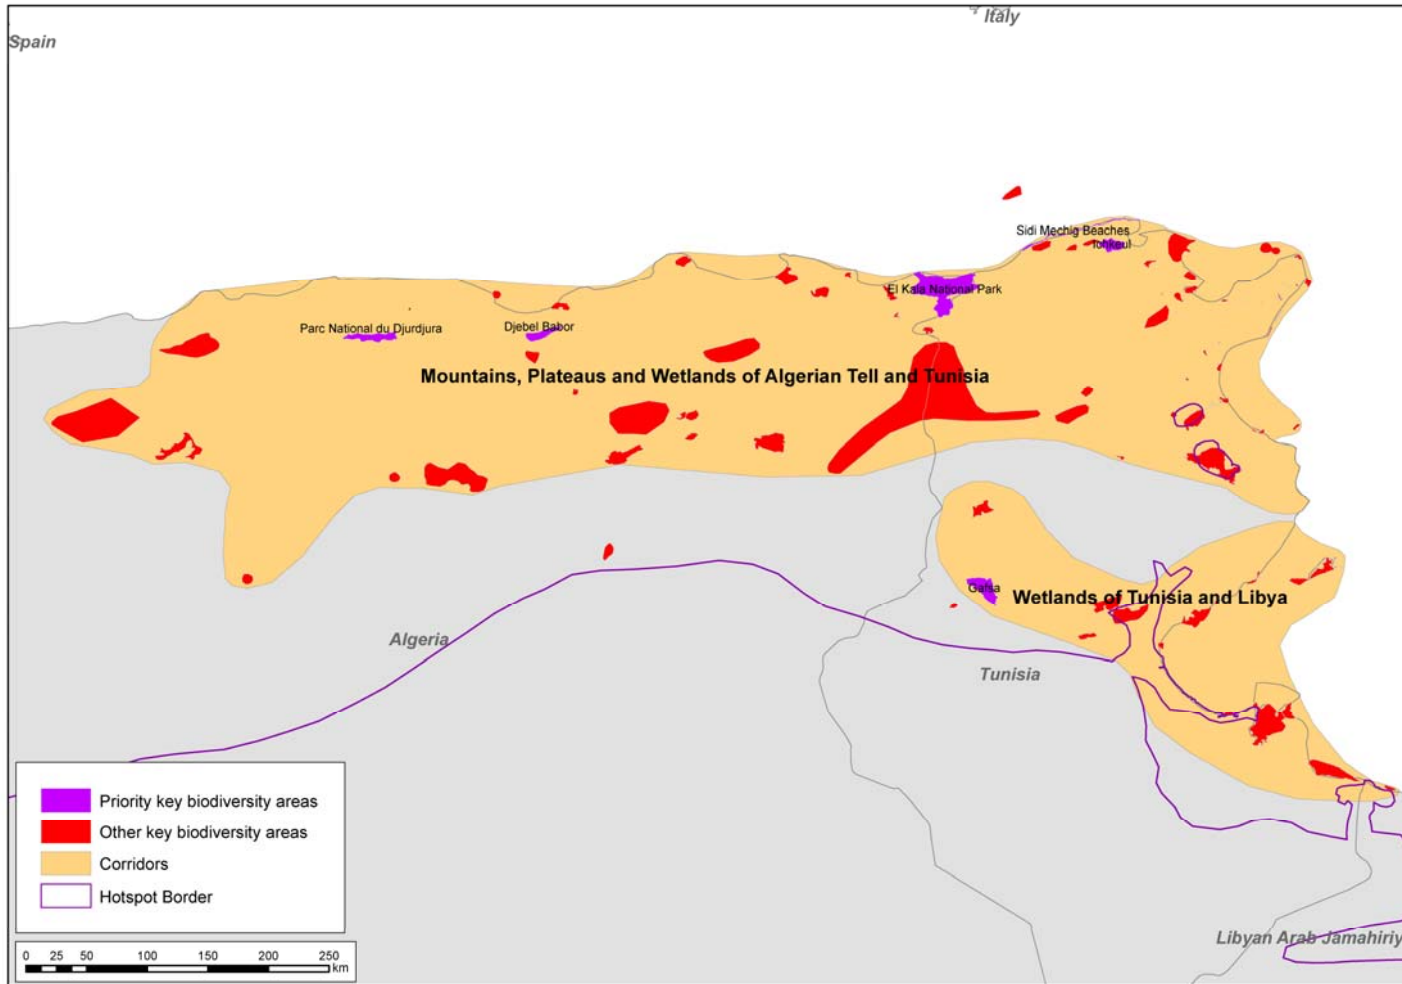 Italy
Spain
Sidi Mechig Beaches
Ichkeul
El Kala National Park
Parc National du Djurdjura
Djebel Babor
Mountains, Plateaus and Wetlands of Algerian Tell and Tunisia
Gafsa
Wetlands of Tunisia and Libya
Algeria
Tunisia
Priority key biodiversity areas
Other key biodiversity areas
Corridors
Hotspot Border
Libyan Arab Jamahiriy
0 25 50 100 150 200 250
km